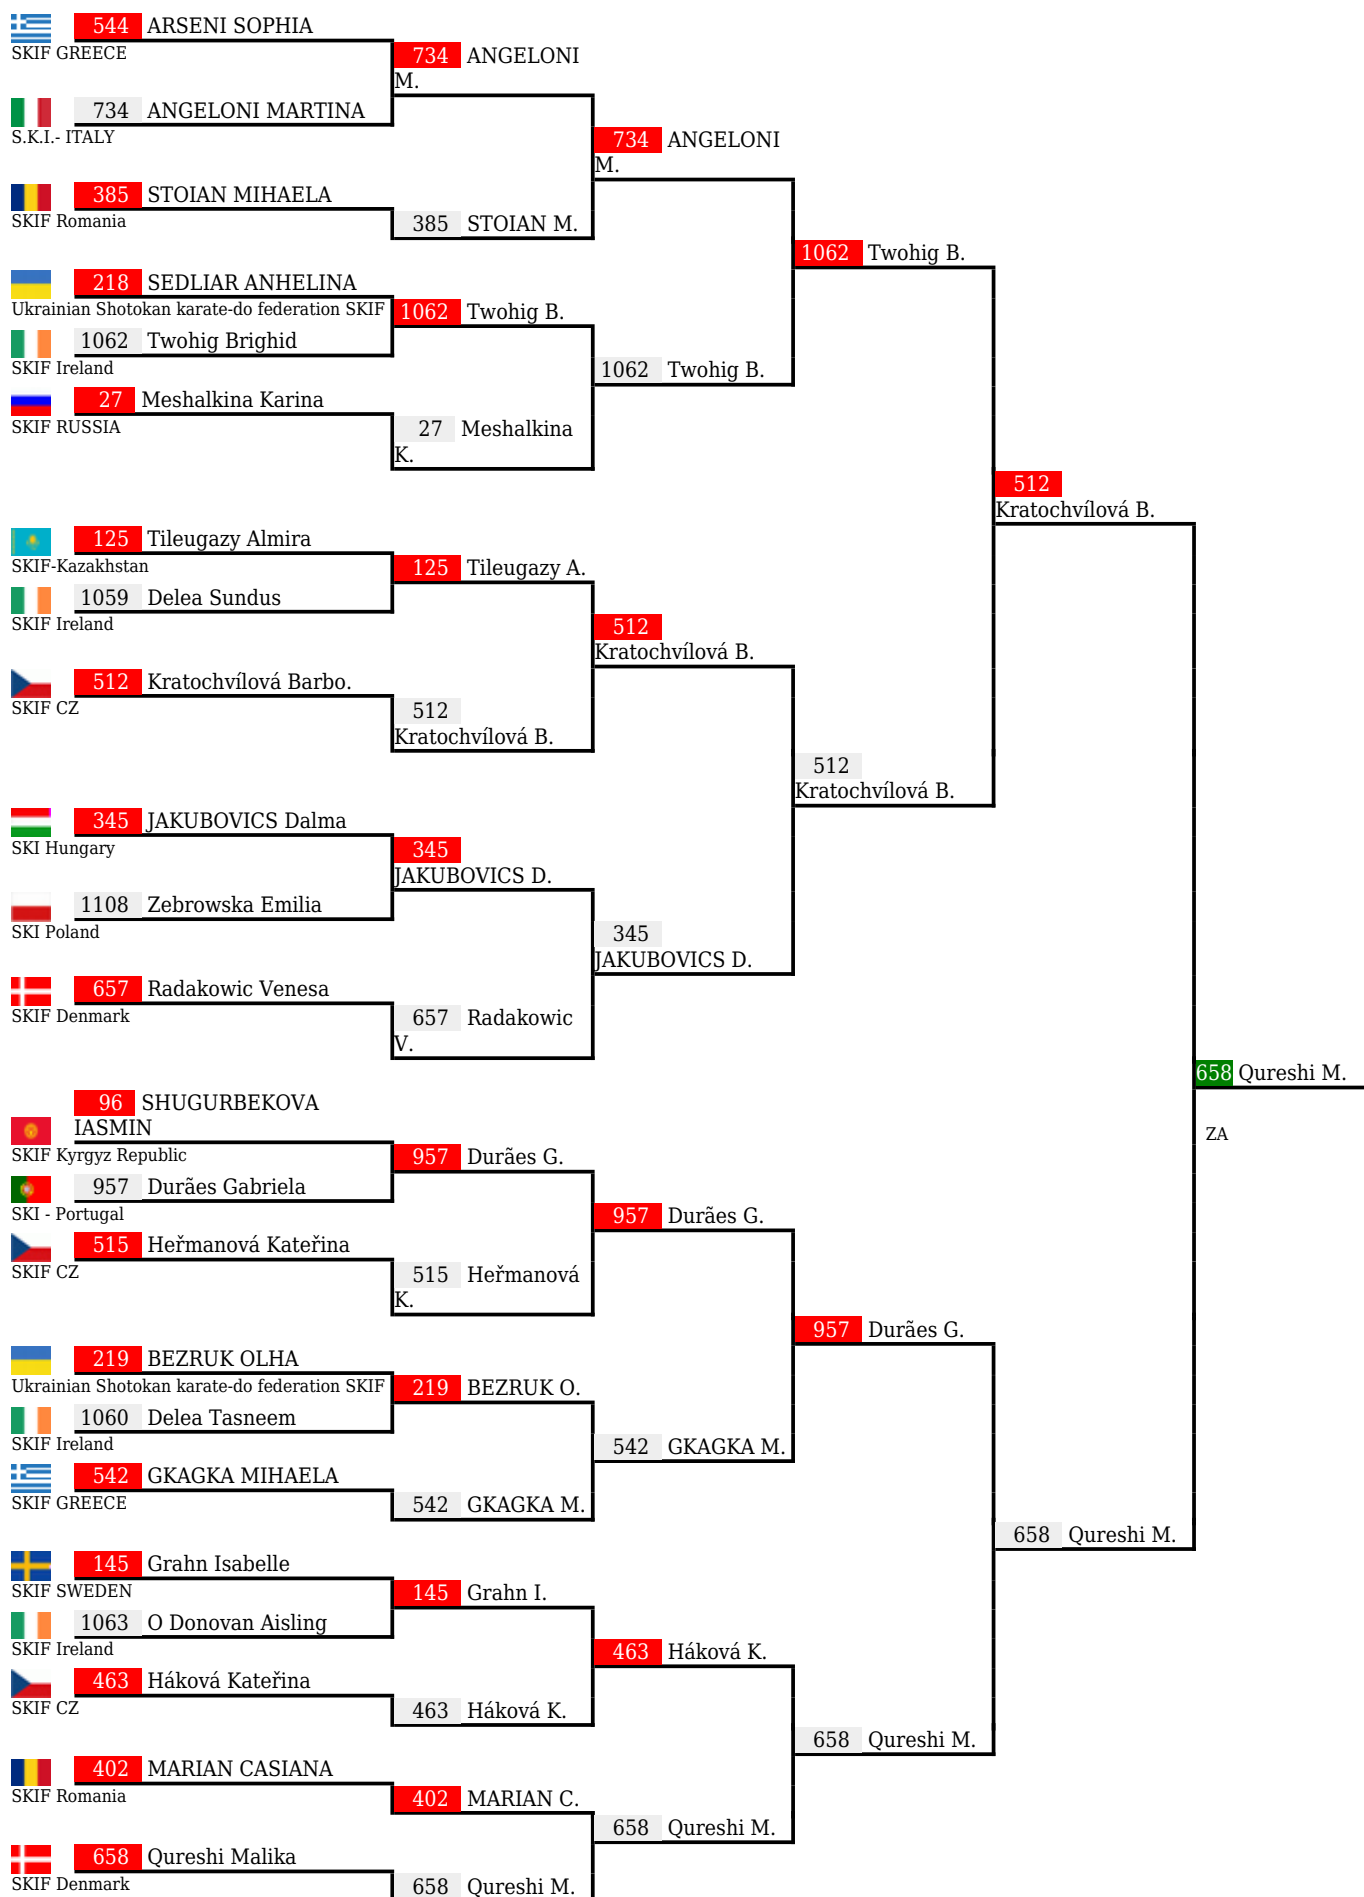 544 ARSENI SOPHIA
SKIF GREECE
734 ANGELONI
M.
734 ANGELONI MARTINA
S.K.I.- ITALY
734 ANGELONI
M.
385 STOIAN MIHAELA
SKIF Romania
385 STOIAN M.
1062 Twohig B.
218 SEDLIAR ANHELINA
Ukrainian Shotokan karate-do federation SKIF
1062 Twohig B.
1062 Twohig Brighid
SKIF Ireland
1062 Twohig B.
27 Meshalkina Karina
SKIF RUSSIA
27 Meshalkina
K.
512
Kratochvílová B.
125 Tileugazy Almira
SKIF-Kazakhstan
125 Tileugazy A.
1059 Delea Sundus
SKIF Ireland
512
Kratochvílová B.
512 Kratochvílová Barbo.
SKIF CZ
512
Kratochvílová B.
512
Kratochvílová B.
345 JAKUBOVICS Dalma
SKI Hungary
345
JAKUBOVICS D.
1108 Zebrowska Emilia
SKI Poland
345
JAKUBOVICS D.
657 Radakowic Venesa
SKIF Denmark
657 Radakowic
V.
658 Qureshi M.
ZA
96 SHUGURBEKOVA
IASMIN
SKIF Kyrgyz Republic
957 Durães G.
957 Durães Gabriela
SKI - Portugal
957 Durães G.
515 Heřmanová Kateřina
SKIF CZ
515 Heřmanová
K.
957 Durães G.
219 BEZRUK OLHA
Ukrainian Shotokan karate-do federation SKIF
219 BEZRUK O.
1060 Delea Tasneem
SKIF Ireland
542 GKAGKA M.
542 GKAGKA MIHAELA
SKIF GREECE
542 GKAGKA M.
658 Qureshi M.
145 Grahn Isabelle
SKIF SWEDEN
145 Grahn I.
1063 O Donovan Aisling
SKIF Ireland
463 Háková K.
463 Háková Kateřina
SKIF CZ
463 Háková K.
658 Qureshi M.
402 MARIAN CASIANA
SKIF Romania
402 MARIAN C.
658 Qureshi M.
658 Qureshi Malika
SKIF Denmark
658 Qureshi M.